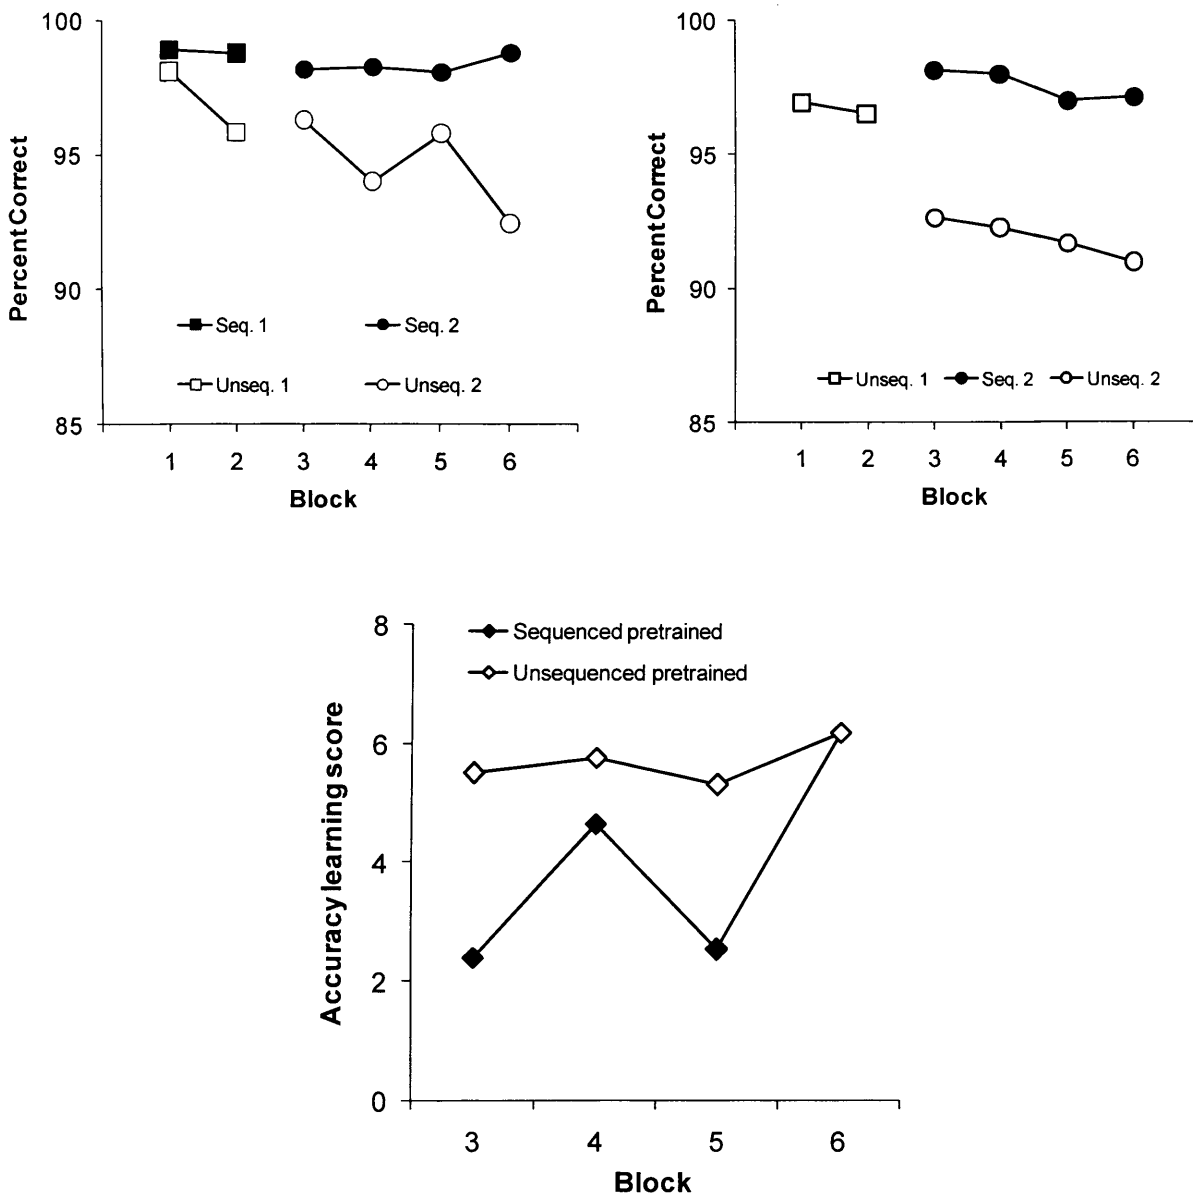 100
95
90
85
Percent Correct
Seq. 1
Seq. 2
Unseq. 1
Unseq. 2
1 2 3 4 5 6
Block
100
95
90
85
Percent Correct
Unseq. 1 Seq. 2 Unseq. 2
1 2 3 4 5 6
Block
8
6
4
2
0
Accuracy learning score
Sequenced pretrained
Unsequenced pretrained
3 4 5 6
Block